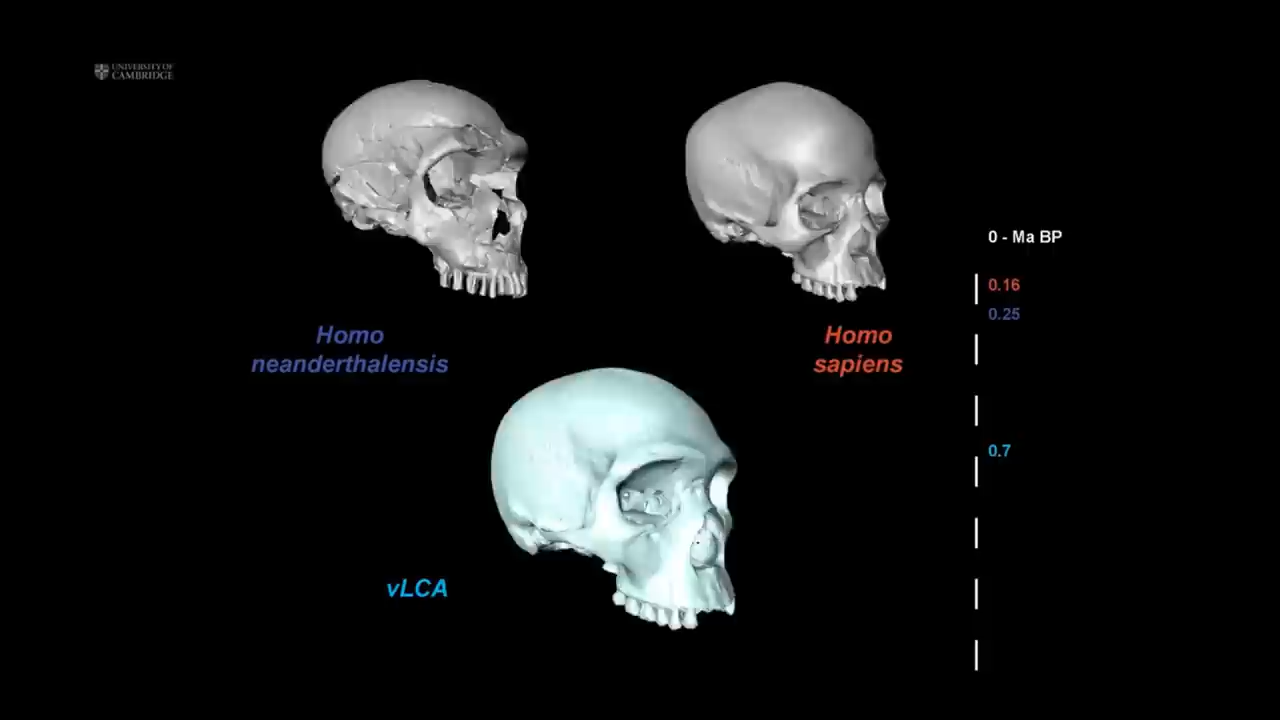 UNIVERSITY OF
CAMBRIDGE
0 - Ma BP
0.16
0.25
Homo
neanderthalensis
Homo
sapiens
0.7
vLCA